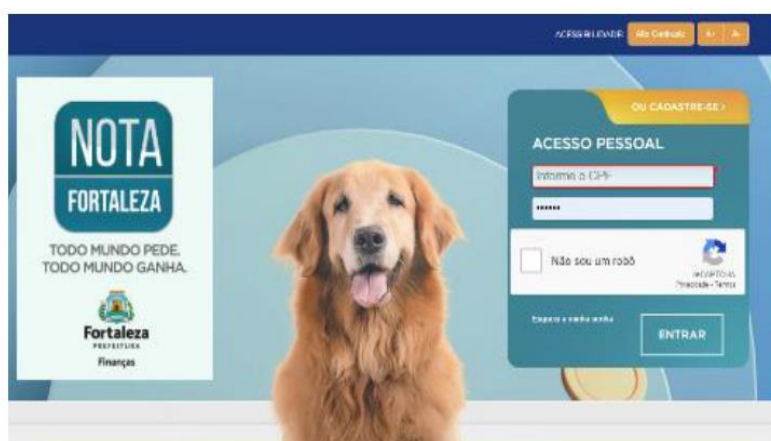 ACESSIBILIDADE: Alto Contraste A+ A-
NOTA
FORTALEZA
TODO MUNDO PEDE,
TODO MUNDO GANHA.
Fortaleza
PREFEITURA
Finanças
OU CADASTRE-SE >
ACESSO PESSOAL
Informe o CPF
••••••
Não sou um robô
reCAPTCHA
Privacidade - Termos
Esqueci a minha senha
ENTRAR